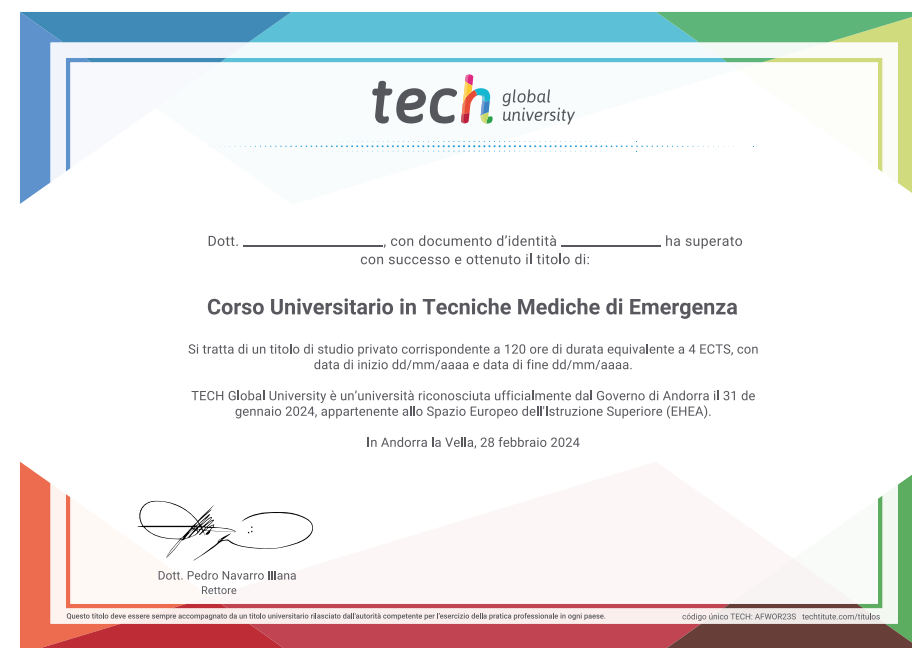 tech global
university
Dott. ____________________, con documento d'identità ______________ ha superato
con successo e ottenuto il titolo di:
Corso Universitario in Tecniche Mediche di Emergenza
Si tratta di un titolo di studio privato corrispondente a 120 ore di durata equivalente a 4 ECTS, con
data di inizio dd/mm/aaaa e data di fine dd/mm/aaaa.
TECH Global University è un'università riconosciuta ufficialmente dal Governo di Andorra il 31 de
gennaio 2024, appartenente allo Spazio Europeo dell'Istruzione Superiore (EHEA).
In Andorra la Vella, 28 febbraio 2024
Dott. Pedro Navarro Illana
Rettore
Questo titolo deve essere sempre accompagnato da un titolo universitario rilasciato dall'autorità competente per l'esercizio della pratica professionale in ogni paese.
código único TECH: AFWOR23S techtitute.com/titulos